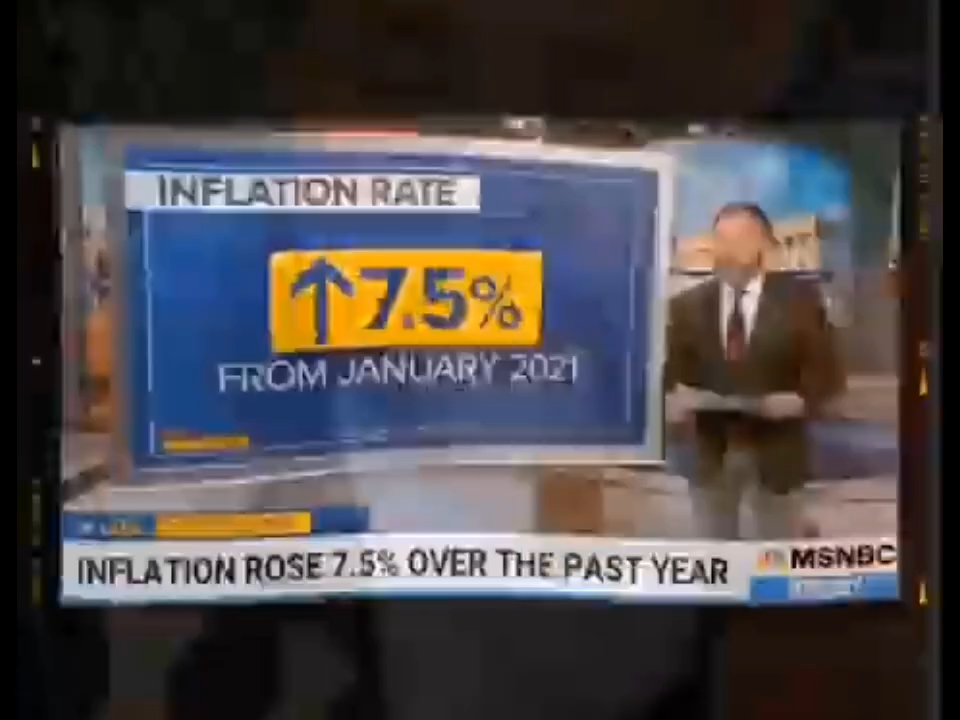 INFLATION RATE
↑7.5%
FROM JANUARY 2021
INFLATION ROSE 7.5% OVER THE PAST YEAR
MSNBC